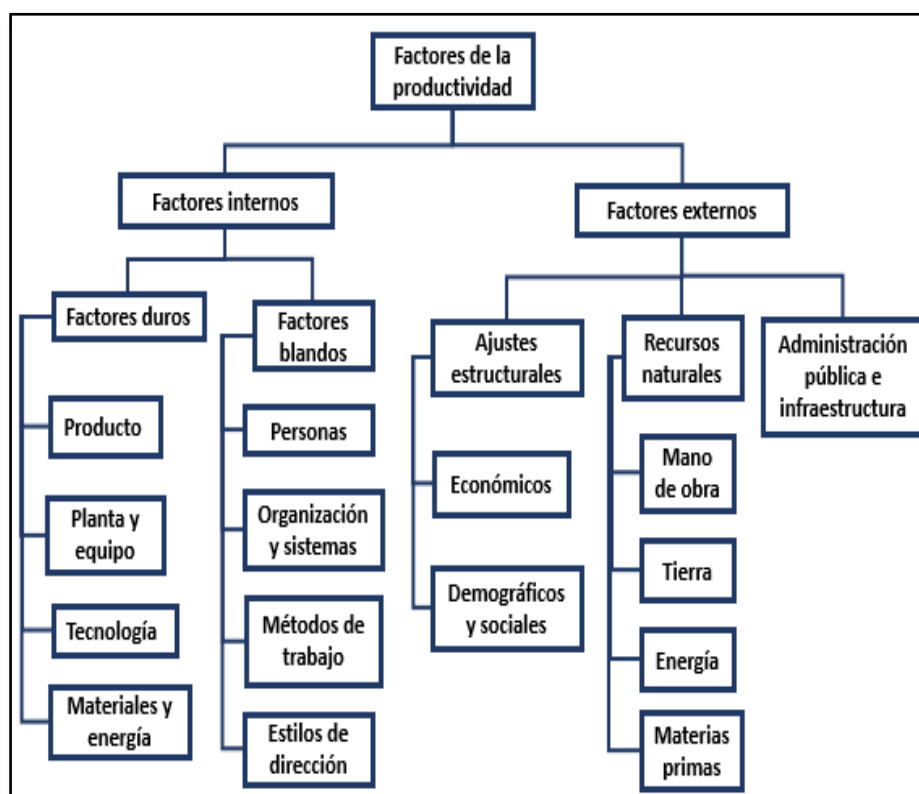 Factores de la
productividad
Factores internos
Factores externos
Factores duros
Factores
blandos
Ajustes
estructurales
Recursos
naturales
Administración
pública e
infraestructura
Producto
Planta y
equipo
Tecnología
Materiales y
energía
Personas
Organización
y sistemas
Métodos de
trabajo
Estilos de
dirección
Económicos
Demográficos
y sociales
Mano
de obra
Tierra
Energía
Materias
primas